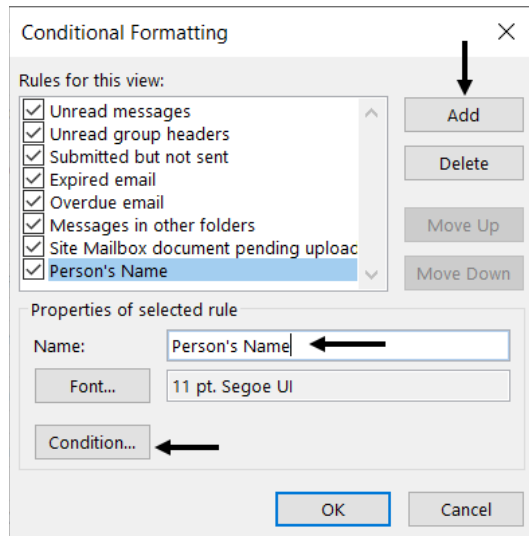 Conditional Formatting
Rules for this view:
Unread messages
Unread group headers
Submitted but not sent
Expired email
Overdue email
Messages in other folders
Site Mailbox document pending upload
Person's Name
Add
Delete
Move Up
Move Down
Properties of selected rule
Name:
Person's Name
Font...
11 pt. Segoe UI
Condition...
OK
Cancel